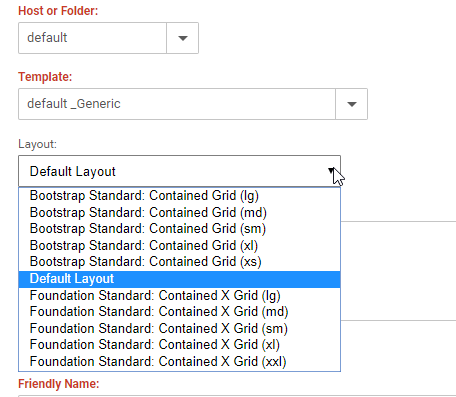 Host or Folder:
default
Template:
default _Generic
Layout:
Default Layout
Bootstrap Standard: Contained Grid (lg)
Bootstrap Standard: Contained Grid (md)
Bootstrap Standard: Contained Grid (sm)
Bootstrap Standard: Contained Grid (xl)
Bootstrap Standard: Contained Grid (xs)
Default Layout
Foundation Standard: Contained X Grid (lg)
Foundation Standard: Contained X Grid (md)
Foundation Standard: Contained X Grid (sm)
Foundation Standard: Contained X Grid (xl)
Foundation Standard: Contained X Grid (xxl)
Friendly Name: